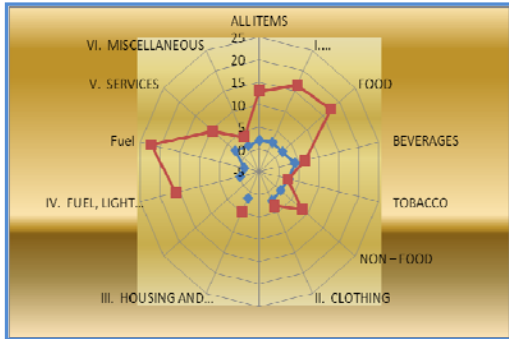 ALL ITEMS
I....
FOOD
BEVERAGES
TOBACCO
NON – FOOD
II. CLOTHING
III. HOUSING AND...
IV. FUEL, LIGHT...
Fuel
V. SERVICES
VI. MISCELLANEOUS
25
20
15
10
5
0
-5